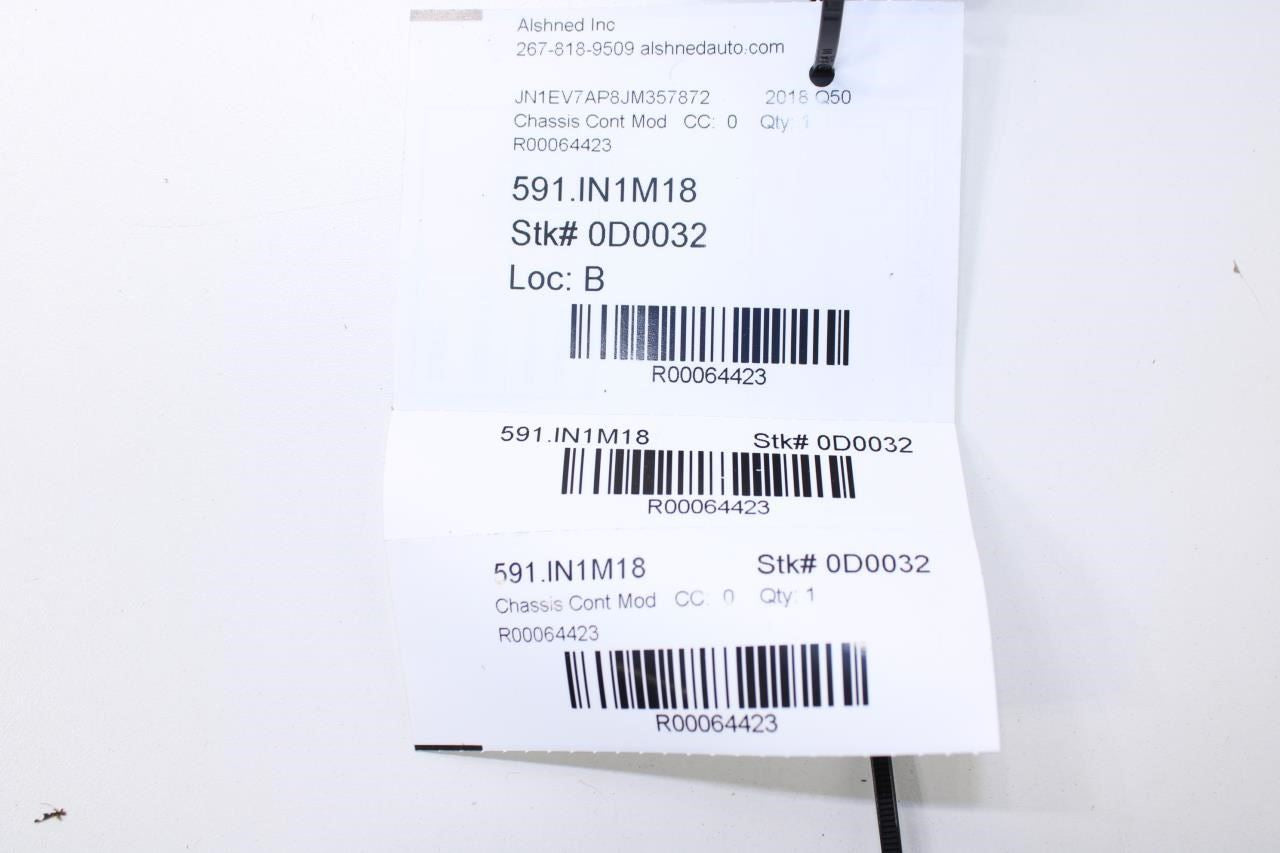 Alshned Inc
267-818-9509 alshnedauto.com
JN1EV7AP8JM357872 2018 Q50
Chassis Cont Mod CC: 0 Qty: 1
R00064423
591.IN1M18
Stk# 0D0032
Loc: B
R00064423
591.IN1M18 Stk# 0D0032
R00064423
591.IN1M18 Stk# 0D0032
Chassis Cont Mod CC: 0 Qty: 1
R00064423
R00064423